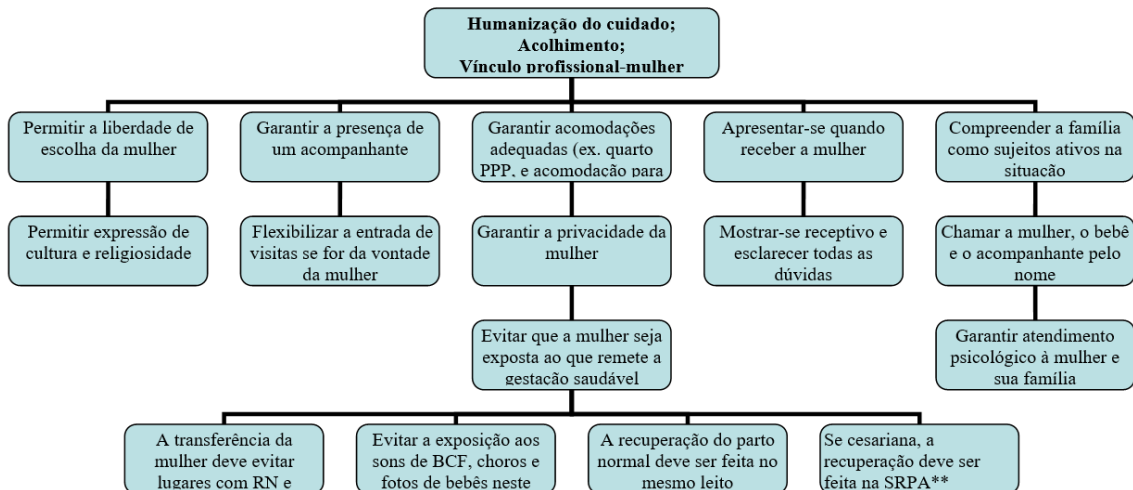 Humanização do cuidado;
Acolhimento;
Vínculo profissional-mulher
Permitir a liberdade de
escolha da mulher
Garantir a presença de
um acompanhante
Garantir acomodações
adequadas (ex. quarto
PPP, e acomodação para
Apresentar-se quando
receber a mulher
Compreender a família
como sujeitos ativos na
situação
Permitir expressão de
cultura e religiosidade
Flexibilizar a entrada de
visitas se for da vontade
da mulher
Garantir a privacidade da
mulher
Mostrar-se receptivo e
esclarecer todas as
dúvidas
Chamar a mulher, o bebê
e o acompanhante pelo
nome
Evitar que a mulher seja
exposta ao que remete a
gestação saudável
Garantir atendimento
psicológico à mulher e
sua família
A transferência da
mulher deve evitar
lugares com RN e
Evitar a exposição aos
sons de BCF, choros e
fotos de bebês neste
A recuperação do parto
normal deve ser feita no
mesmo leito
Se cesariana, a
recuperação deve ser
feita na SRPA**